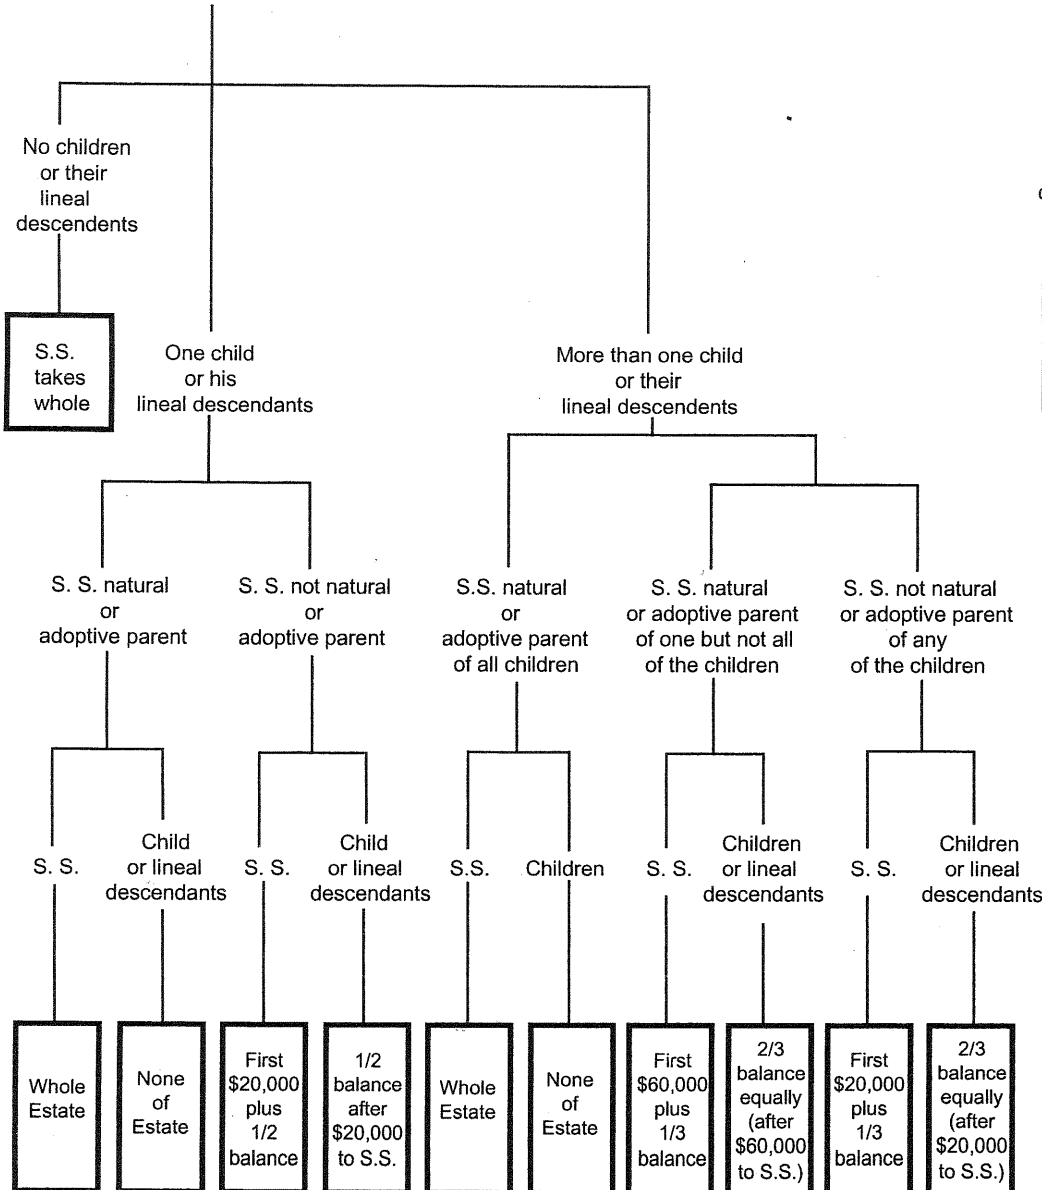 No children
or their
lineal
descendents
S.S.
takes
whole
One child
or his
lineal descendants
More than one child
or their
lineal descendents
S. S. natural
or
adoptive parent
S. S. not natural
or
adoptive parent
S.S. natural
or
adoptive parent
of all children
S. S. natural
or adoptive parent
of one but not all
of the children
S. S. not natural
or adoptive parent
of any
of the children
S. S.
Child
or lineal
descendants
S. S.
Child
or lineal
descendants
S.S.
Children
S. S.
Children
or lineal
descendants
S. S.
Children
or lineal
descendants
Whole
Estate
None
of
Estate
First
$20,000
plus
1/2
balance
1/2
balance
after
$20,000
to S.S.
Whole
Estate
None
of
Estate
First
$60,000
plus
1/3
balance
2/3
balance
equally
(after
$60,000
to S.S.)
First
$20,000
plus
1/3
balance
2/3
balance
equally
(after
$20,000
to S.S.)